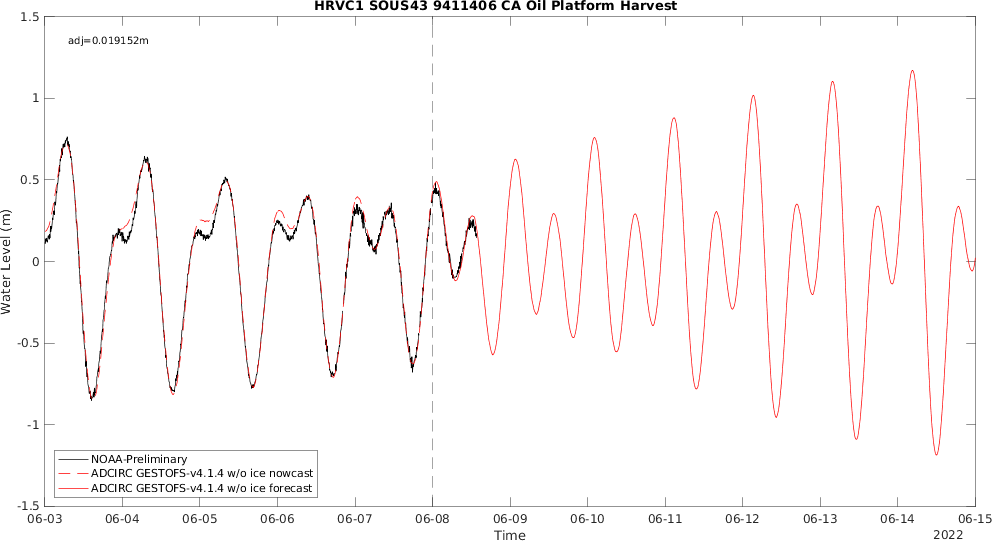 HRVC1 SOUS43 9411406 CA Oil Platform Harvest
adj=0.019152m
1.5
1
0.5
0
-0.5
-1
-1.5
Water Level (m)
NOAA-Preliminary
ADCIRC GESTOFS-v4.1.4 w/o ice nowcast
ADCIRC GESTOFS-v4.1.4 w/o ice forecast
06-03 06-04 06-05 06-06 06-07 06-08 06-09 06-10 06-11 06-12 06-13 06-14 06-15
Time
2022